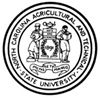 NORTH CAROLINA AGRICULTURAL AND TECHNICAL
STATE UNIVERSITY